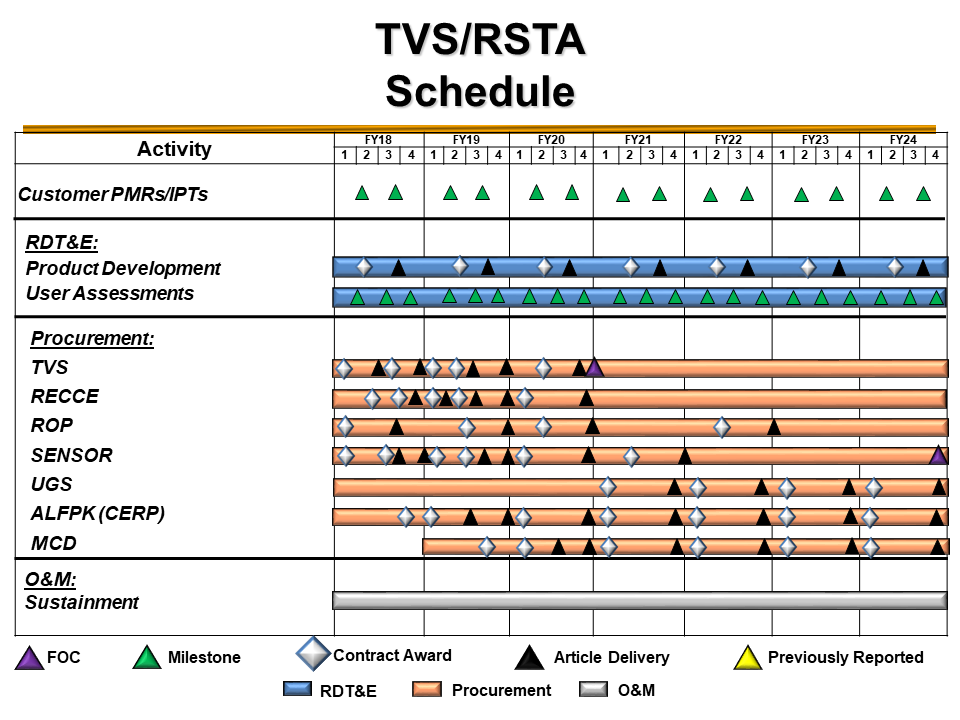 TVS/RSTA
Schedule
Activity
FY18 FY19 FY20 FY21 FY22 FY23 FY24
1 2 3 4 1 2 3 4 1 2 3 4 1 2 3 4 1 2 3 4 1 2 3 4 1 2 3 4
Customer PMRs/IPTs
RDT&E:
Product Development
User Assessments
Procurement:
TVS
RECCE
ROP
SENSOR
UGS
ALFPK (CERP)
MCD
O&M:
Sustainment
FOC Milestone Contract Award Article Delivery Previously Reported
RDT&E Procurement O&M